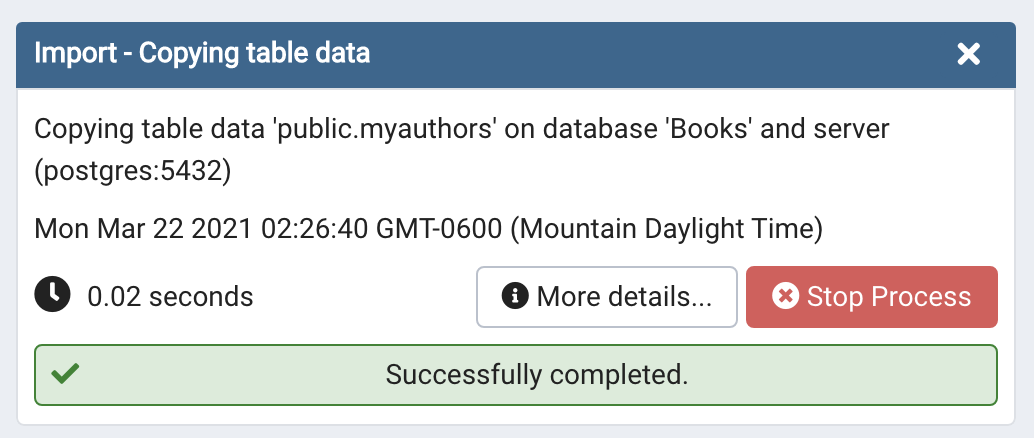 Import - Copying table data
Copying table data 'public.myauthors' on database 'Books' and server
(postgres:5432)
Mon Mar 22 2021 02:26:40 GMT-0600 (Mountain Daylight Time)
0.02 seconds
More details...
Stop Process
Successfully completed.